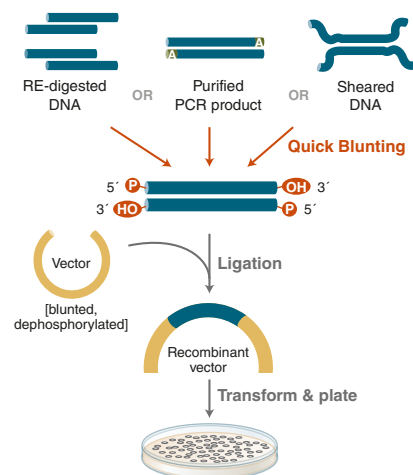 A
A
RE-digested
DNA
OR
Purified
PCR product
OR
Sheared
DNA
Quick Blunting
5´ P OH 3´
3´ HO P 5´
Vector
[blunted,
dephosphorylated]
Ligation
Recombinant
vector
Transform & plate